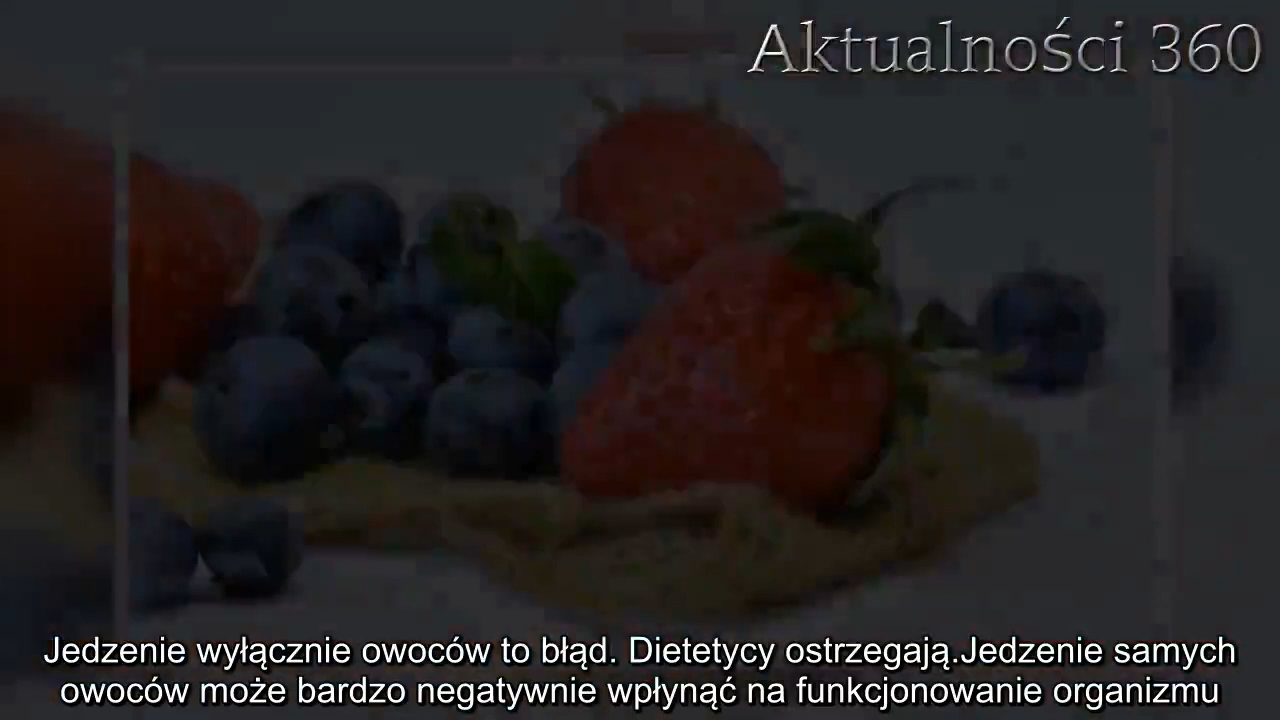 Aktualności 360
Jedzenie wyłącznie owoców to błąd. Dietetycy ostrzegają.Jedzenie samych
owoców może bardzo negatywnie wpłynąć na funkcjonowanie organizmu